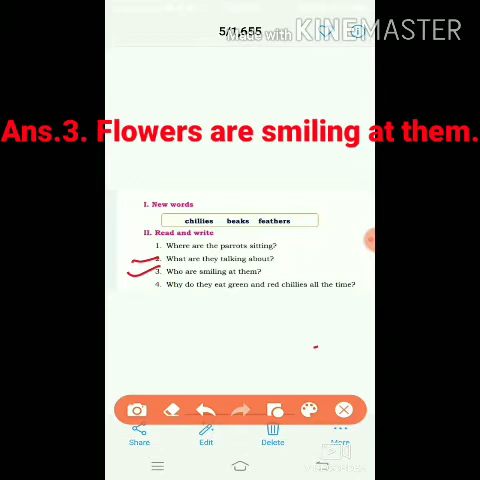 5/1,655
Made with KINEMASTER
Ans.3. Flowers are smiling at them.
I. New words
chillies beaks feathers
II. Read and write
1. Where are the parrots sitting?
2. What are they talking about?
3. Who are smiling at them?
4. Why do they eat green and red chillies all the time?
Share Edit Delete More